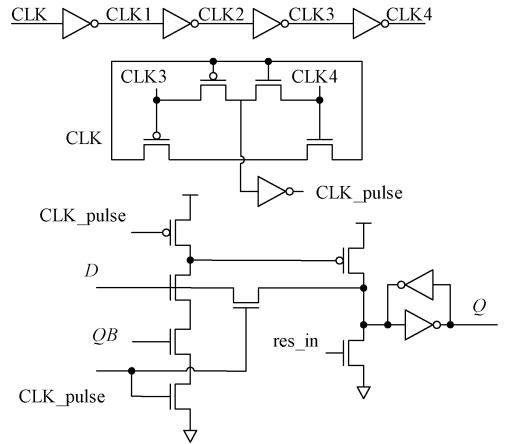 CLK CLK1 CLK2 CLK3 CLK4
CLK3 CLK4
CLK
CLK_pulse
CLK_pulse
D
Q
QB
res_in
CLK_pulse